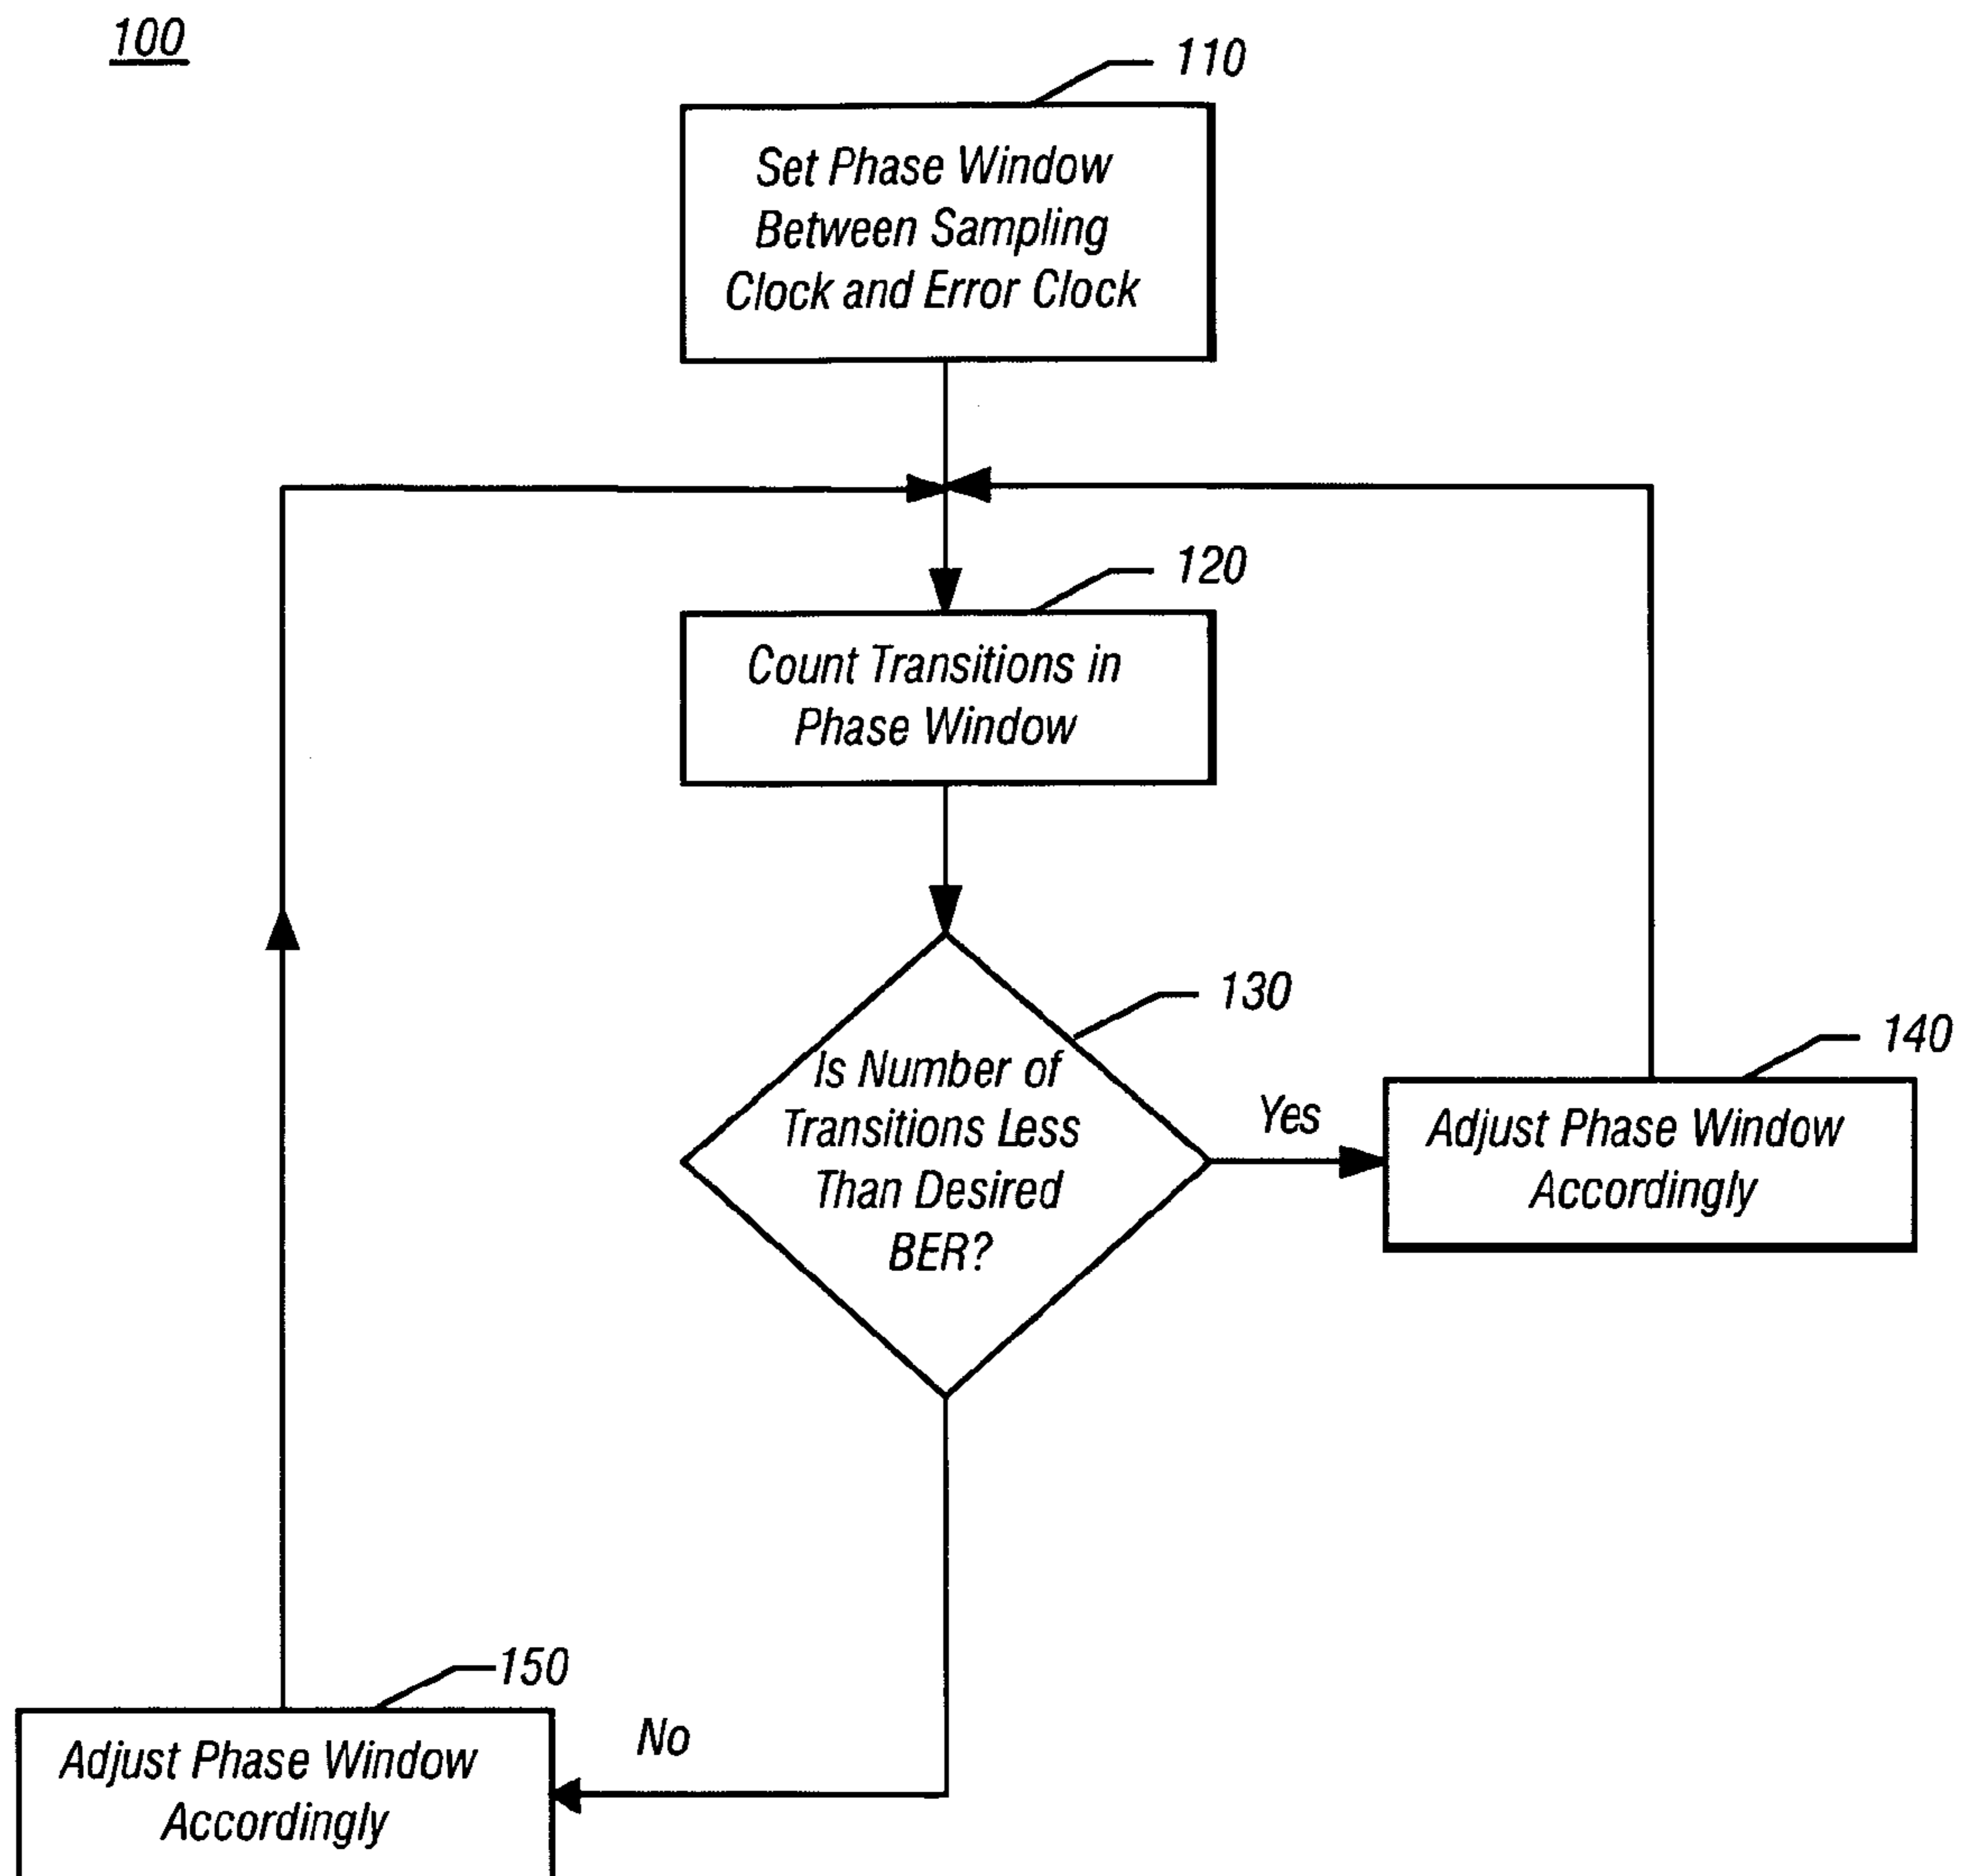 100
110
Set Phase Window
Between Sampling
Clock and Error Clock
120
Count Transitions in
Phase Window
130
Is Number of
Transitions Less
Than Desired
BER?
Yes
140
Adjust Phase Window
Accordingly
150
No
Adjust Phase Window
Accordingly